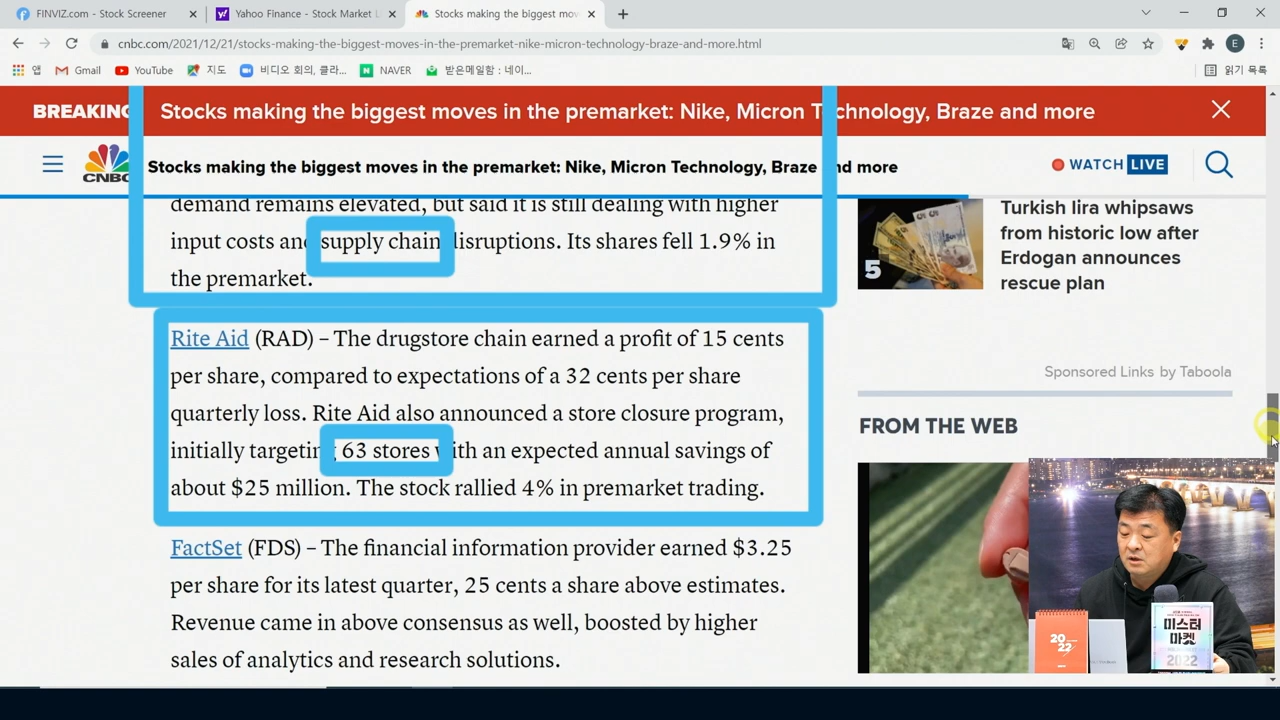 FINVIZ.com - Stock Screener
Yahoo Finance - Stock Market L
Stocks making the biggest mov
cnbc.com/2021/12/21/stocks-making-the-biggest-moves-in-the-premarket-nike-micron-technology-braze-and-more.html
E
앱
Gmail
YouTube
지도
비디오 회의, 클라...
NAVER
받은메일함 : 네이...
읽기 목록
BREAKING
Stocks making the biggest moves in the premarket: Nike, Micron Technology, Braze and more
CNBC
Stocks making the biggest moves in the premarket: Nike, Micron Technology, Braze and more
WATCH LIVE
demand remains elevated, but said it is still dealing with higher
input costs and supply chain disruptions. Its shares fell 1.9% in
the premarket.
Rite Aid (RAD) – The drugstore chain earned a profit of 15 cents
per share, compared to expectations of a 32 cents per share
quarterly loss. Rite Aid also announced a store closure program,
initially targeting 63 stores with an expected annual savings of
about $25 million. The stock rallied 4% in premarket trading.
FactSet (FDS) – The financial information provider earned $3.25
per share for its latest quarter, 25 cents a share above estimates.
Revenue came in above consensus as well, boosted by higher
sales of analytics and research solutions.
5
Turkish lira whipsaws
from historic low after
Erdogan announces
rescue plan
Sponsored Links by Taboola
FROM THE WEB
20
22
미스터
마켓
2022